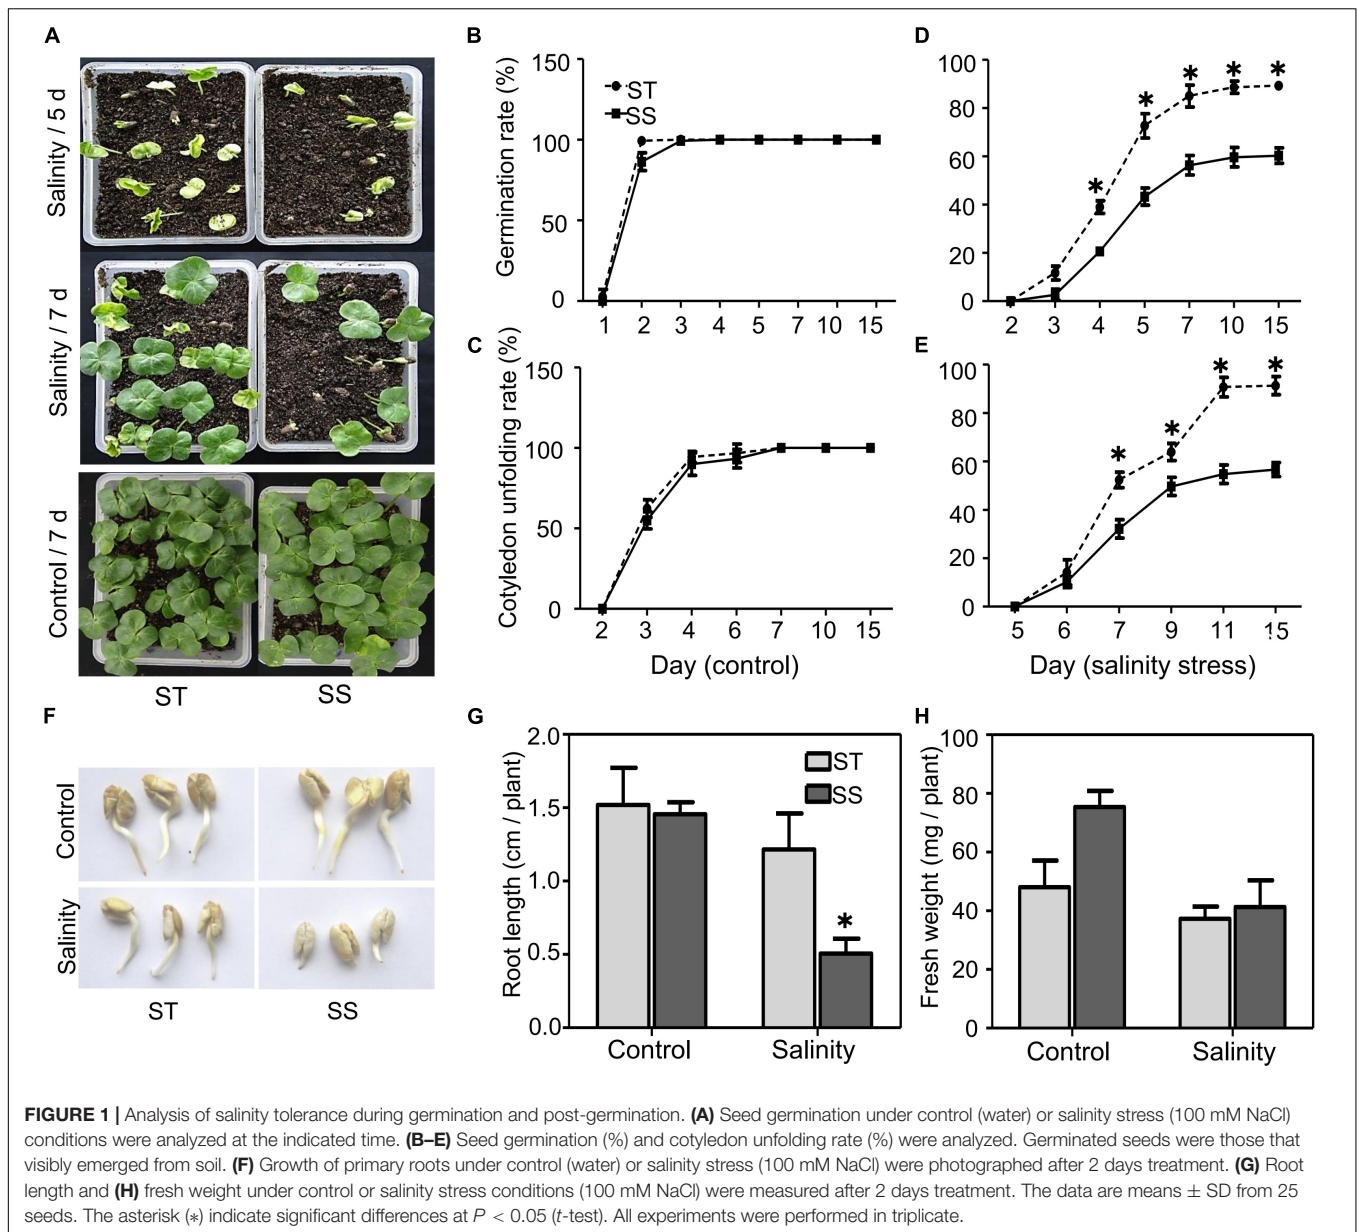 A
Salinity / 5 d
Salinity / 7 d
Control / 7 d
ST
SS
B
Germination rate (%)
150
100
50
0
ST
SS
1 2 3 4 5 7 10 15
C
Cotyledon unfolding rate (%)
150
100
50
0
2 3 4 6 7 10 15
Day (control)
D
100
80
60
40
20
0
* * * * *
2 3 4 5 7 10 15
E
100
80
60
40
20
0
* * * *
5 6 7 9 11 15
Day (salinity stress)
F
Control
Salinity
ST
SS
G
Root length (cm / plant)
2.0
1.5
1.0
0.5
0.0
ST
SS
*
Control Salinity
H
Fresh weight (mg / plant)
100
80
60
40
20
0
Control Salinity
FIGURE 1 | Analysis of salinity tolerance during germination and post-germination. (A) Seed germination under control (water) or salinity stress (100 mM NaCl)
conditions were analyzed at the indicated time. (B–E) Seed germination (%) and cotyledon unfolding rate (%) were analyzed. Germinated seeds were those that
visibly emerged from soil. (F) Growth of primary roots under control (water) or salinity stress (100 mM NaCl) were photographed after 2 days treatment. (G) Root
length and (H) fresh weight under control or salinity stress conditions (100 mM NaCl) were measured after 2 days treatment. The data are means ± SD from 25
seeds. The asterisk (*) indicate significant differences at P < 0.05 (t-test). All experiments were performed in triplicate.